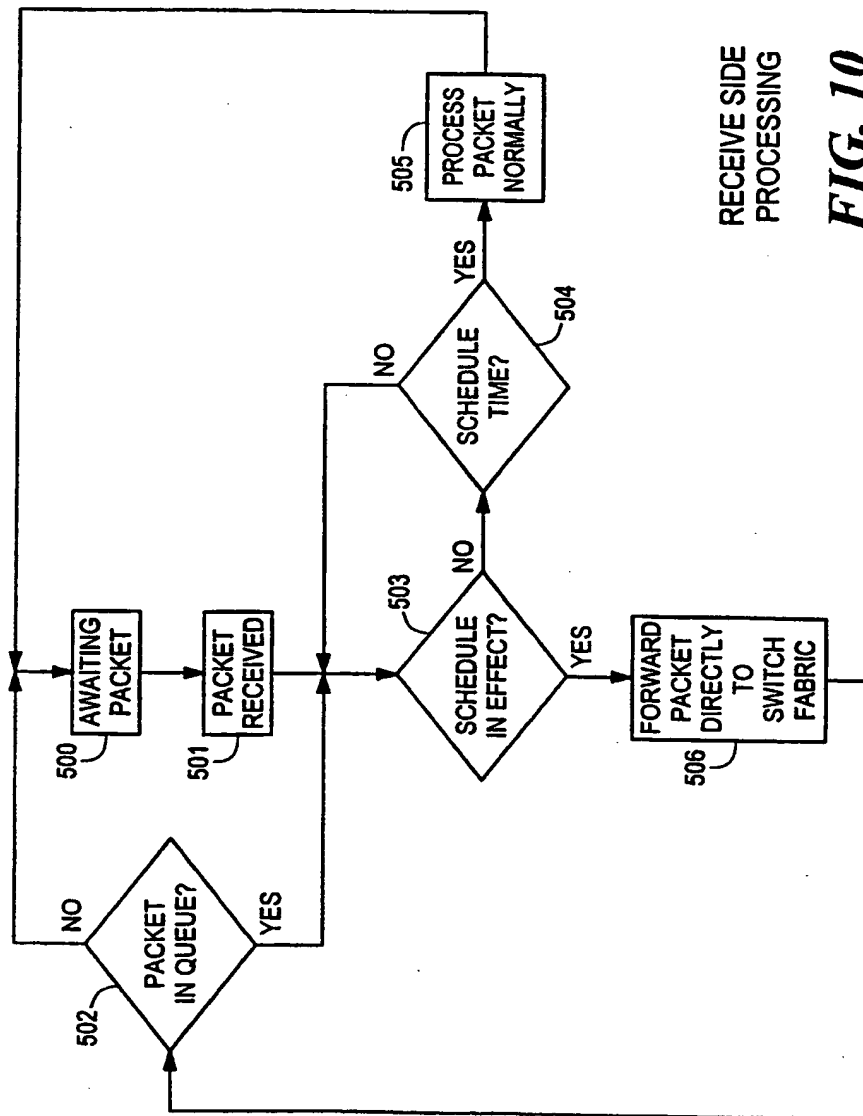 NO
PACKET
IN QUEUE?
502
YES
AWAITING
PACKET
500
PACKET
RECEIVED
501
SCHEDULE
IN EFFECT?
503
NO
YES
SCHEDULE
TIME?
504
NO
YES
PROCESS
PACKET
NORMALLY
505
FORWARD
PACKET
DIRECTLY
TO
SWITCH
FABRIC
506
RECEIVE SIDE
PROCESSING
FIG. 10